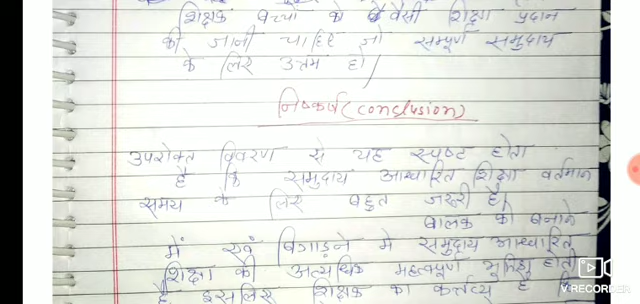 शिक्षक बच्चों को वैसी शिक्षा प्रदान
की जानी चाहिए जो सम्पूर्ण समुदाय
के लिए उत्तम हो।
निष्कर्ष (conclusion)
उपरोक्त विवरण से यह स्पष्ट होता
है कि समुदाय आधारित शिक्षा वर्तमान
समय के लिए बहुत जरूरी है।
बालक को बनाने
में एवं बिगाड़ने में समुदाय आधारित
शिक्षा की अत्यधिक महत्वपूर्ण भूमिका होती
है, इसलिए शिक्षक का कर्त्तव्य है
V·RECORDER